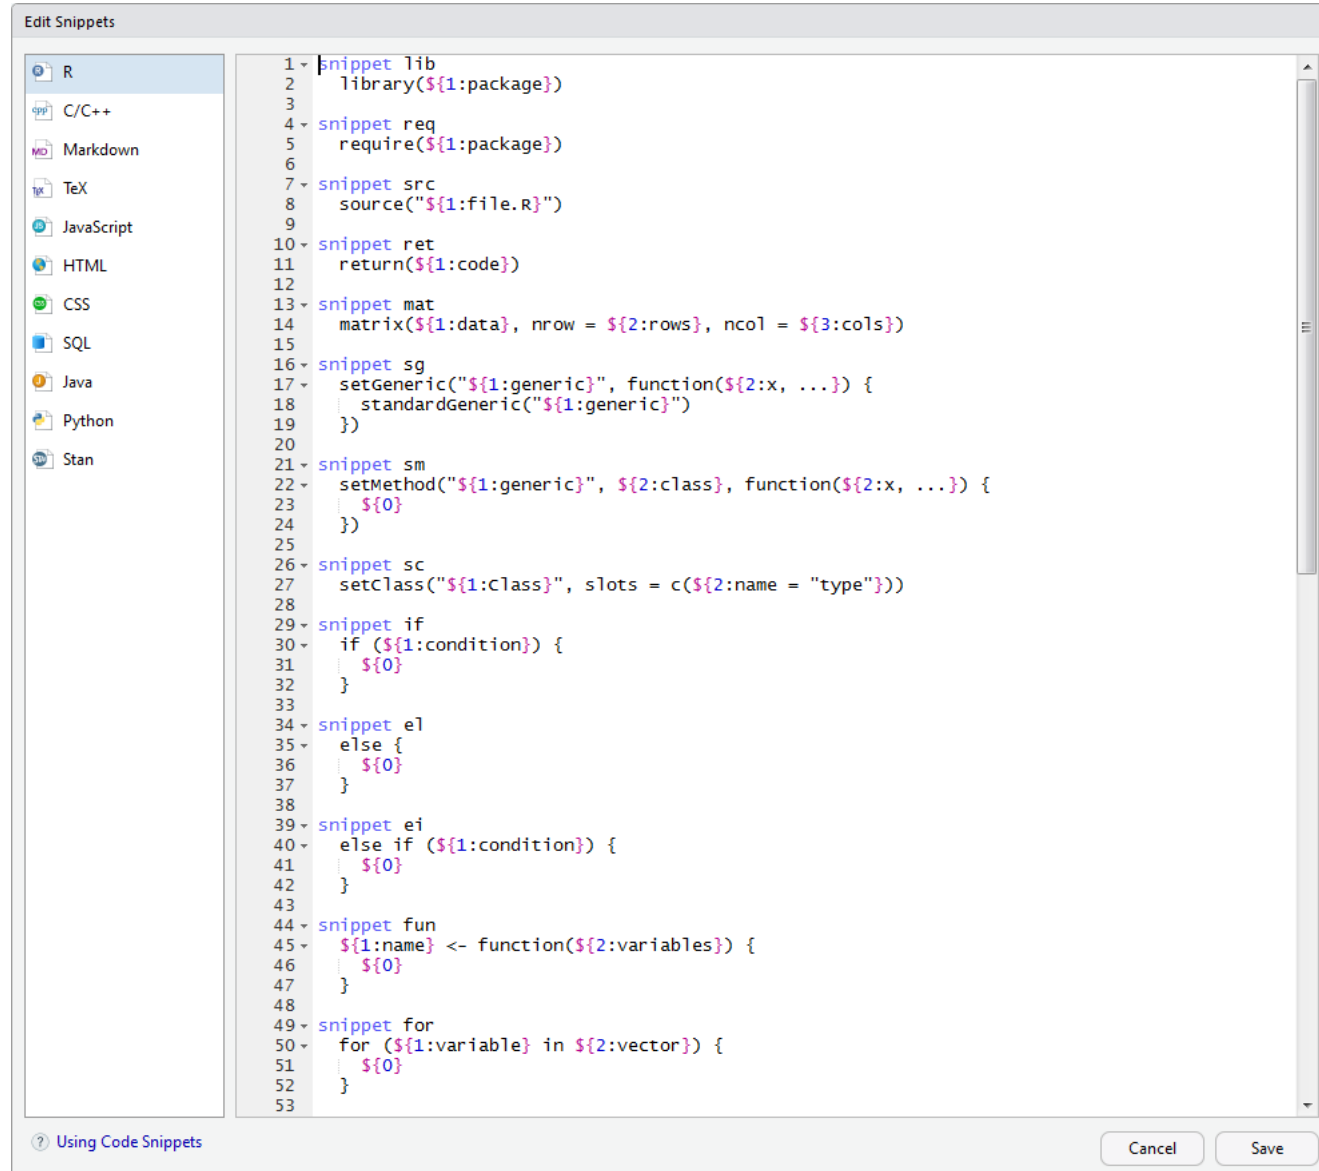 Edit Snippets
R
C/C++
Markdown
TeX
JavaScript
HTML
CSS
SQL
Java
Python
Stan
1 snippet lib
2   library(${1:package})
3
4 snippet req
5   require(${1:package})
6
7 snippet src
8   source("${1:file.R}")
9
10 snippet ret
11   return(${1:code})
12
13 snippet mat
14   matrix(${1:data}, nrow = ${2:rows}, ncol = ${3:cols})
15
16 snippet sg
17   setGeneric("${1:generic}", function(${2:x, ...}) {
18     standardGeneric("${1:generic}")
19   })
20
21 snippet sm
22   setMethod("${1:generic}", ${2:class}, function(${2:x, ...}) {
23     ${0}
24   })
25
26 snippet sc
27   setClass("${1:Class}", slots = c(${2:name = "type"}))
28
29 snippet if
30   if (${1:condition}) {
31     ${0}
32   }
33
34 snippet el
35   else {
36     ${0}
37   }
38
39 snippet ei
40   else if (${1:condition}) {
41     ${0}
42   }
43
44 snippet fun
45   ${1:name} <- function(${2:variables}) {
46     ${0}
47   }
48
49 snippet for
50   for (${1:variable} in ${2:vector}) {
51     ${0}
52   }
53
? Using Code Snippets
Cancel
Save